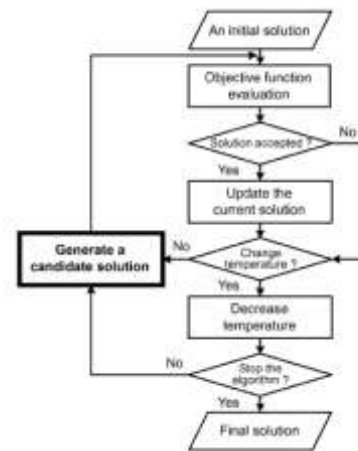 An initial solution
Objective function
evaluation
Solution accepted ?
No
Yes
Update the
current solution
Generate a
candidate solution
No
Change
temperature ?
Yes
Decrease
temperature
No
Stop the
algorithm ?
Yes
Final solution